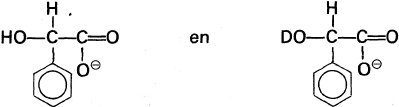 H H
HO-C-C=O en DO-C-C=O
O⊖ O⊖